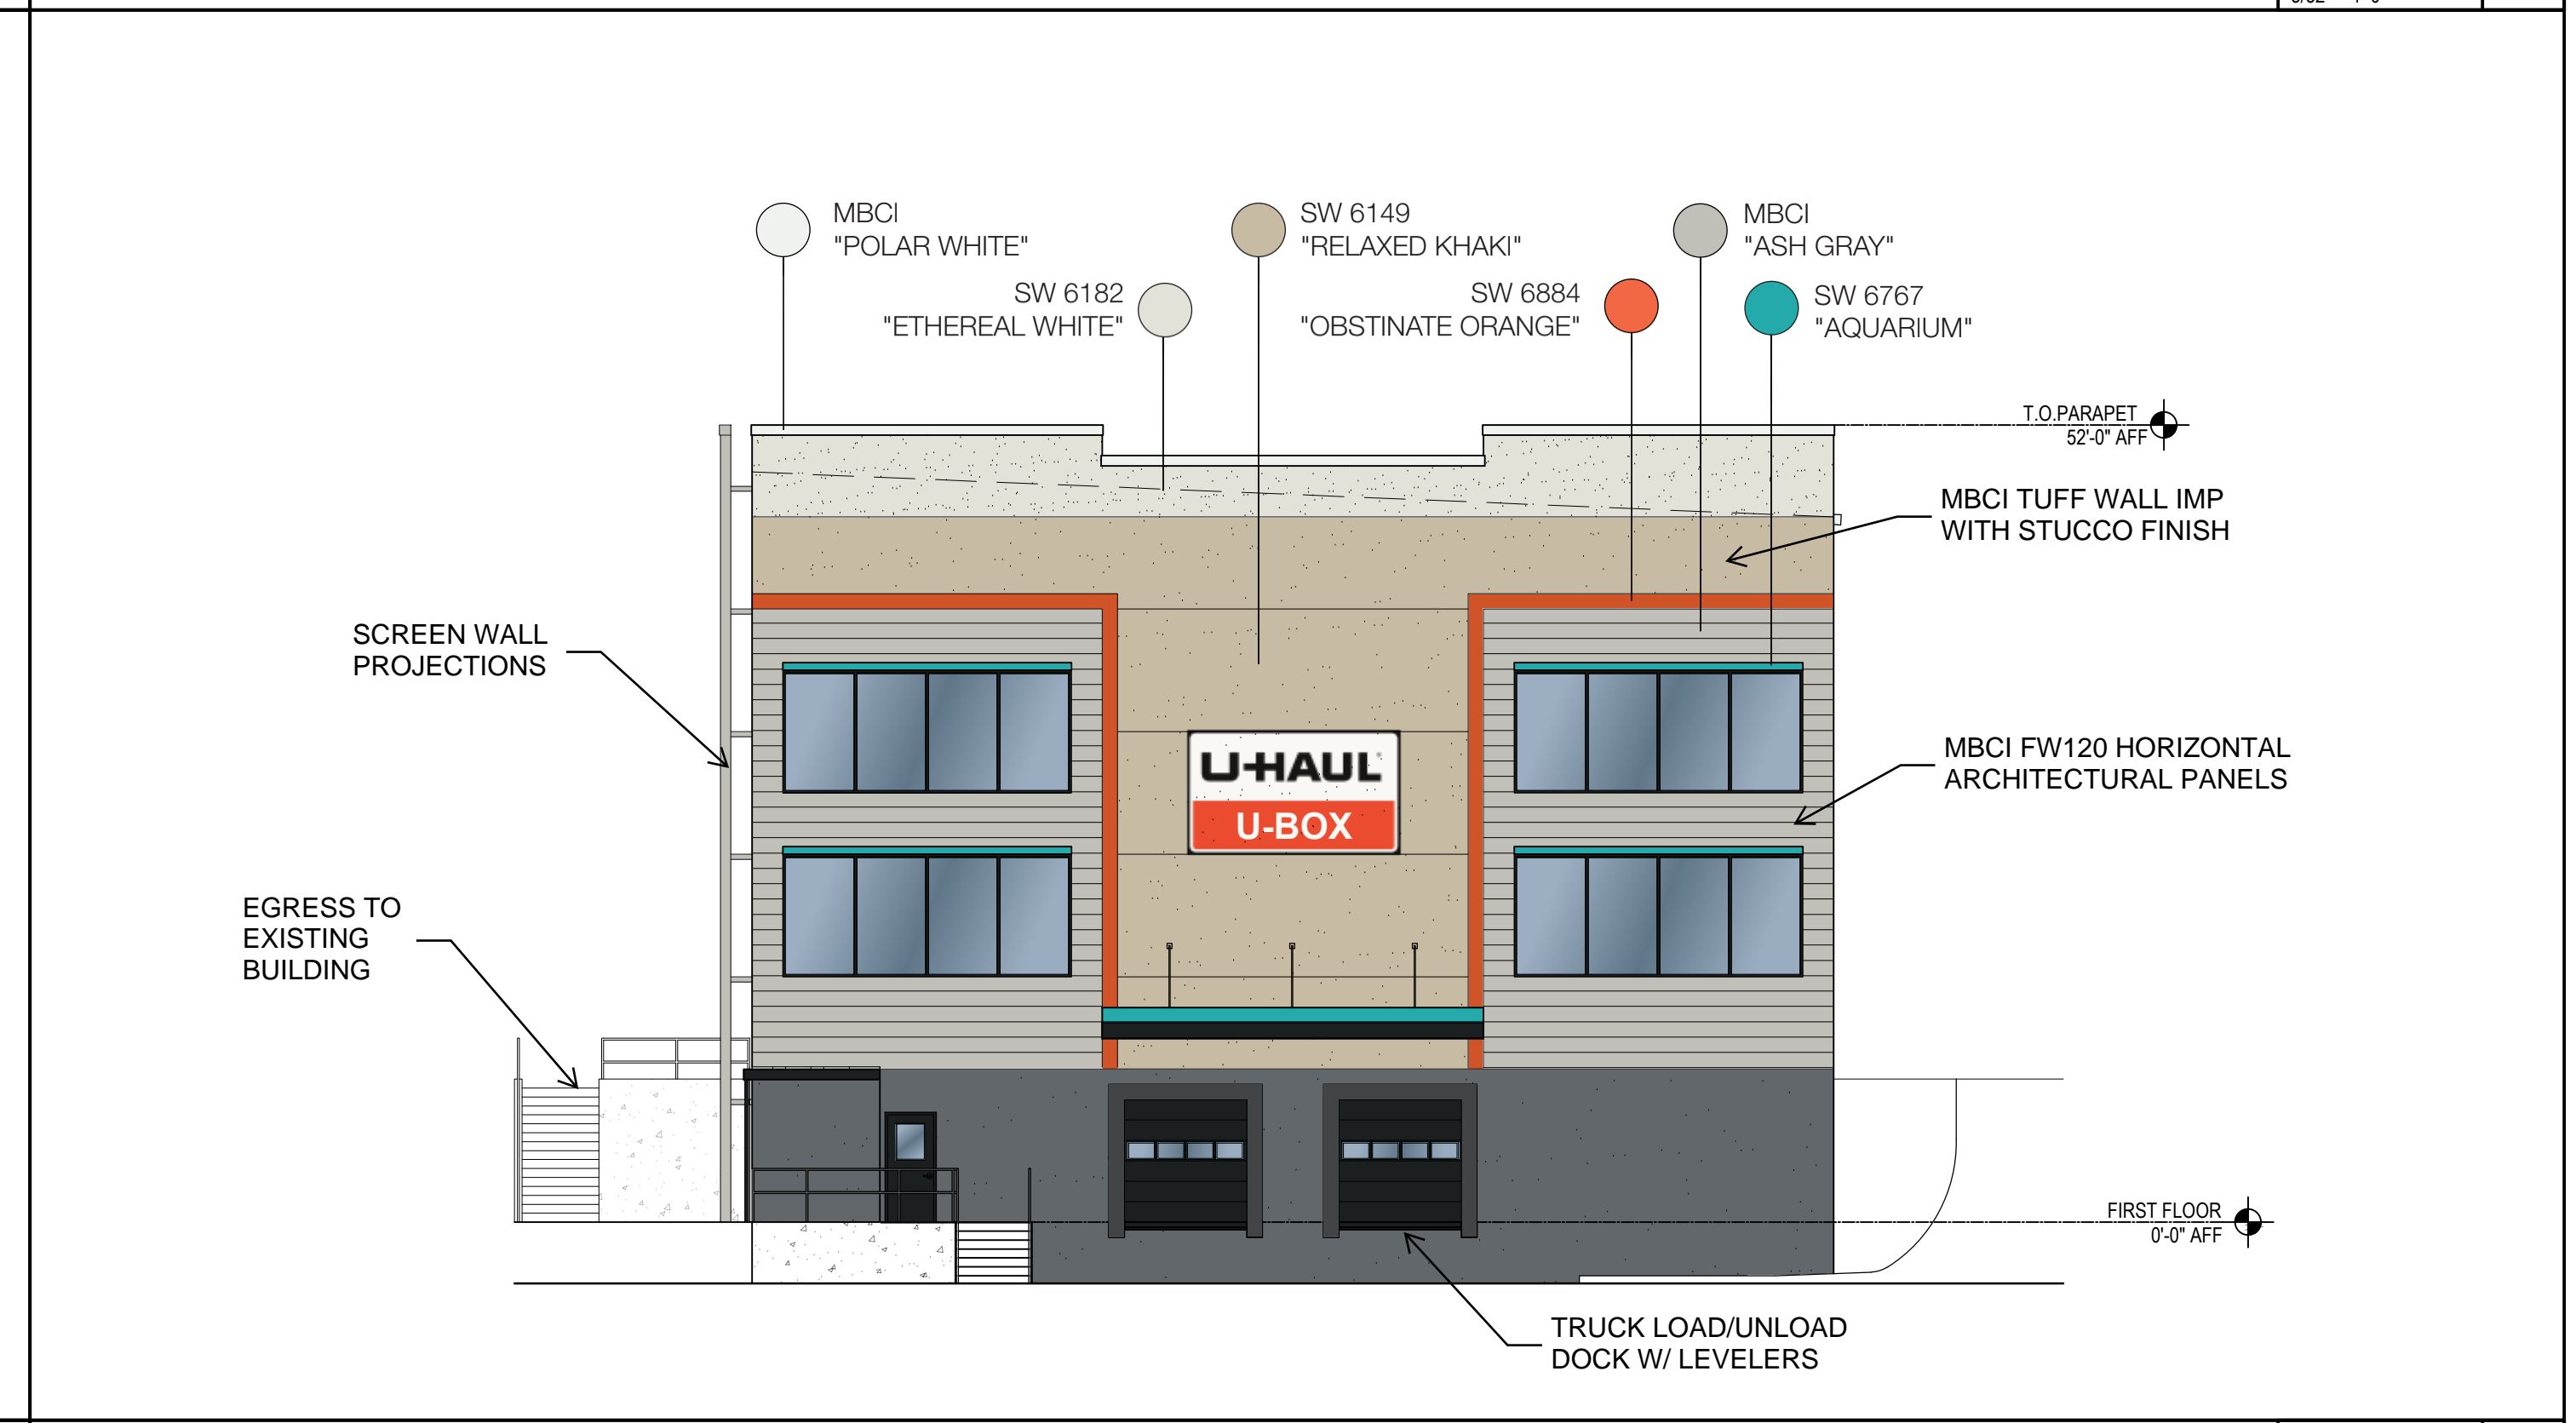 MBCI
"POLAR WHITE"
SW 6149
"RELAXED KHAKI"
MBCI
"ASH GRAY"
SW 6182
"ETHEREAL WHITE"
SW 6884
"OBSTINATE ORANGE"
SW 6767
"AQUARIUM"
T.O.PARAPET
52'-0" AFF
MBCI TUFF WALL IMP
WITH STUCCO FINISH
SCREEN WALL
PROJECTIONS
U-HAUL®
U-BOX
MBCI FW120 HORIZONTAL
ARCHITECTURAL PANELS
EGRESS TO
EXISTING
BUILDING
FIRST FLOOR
0'-0" AFF
TRUCK LOAD/UNLOAD
DOCK W/ LEVELERS